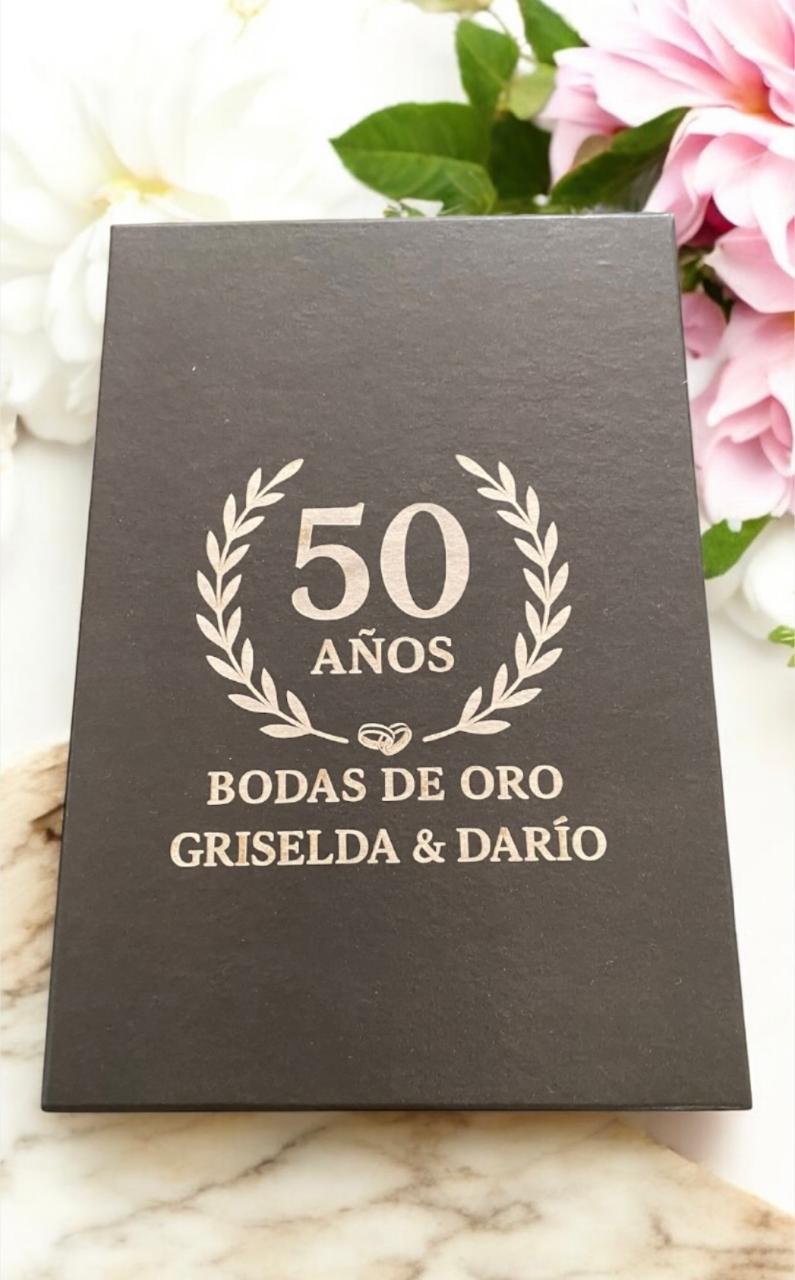 50
AÑOS
BODAS DE ORO
GRISELDA & DARÍO